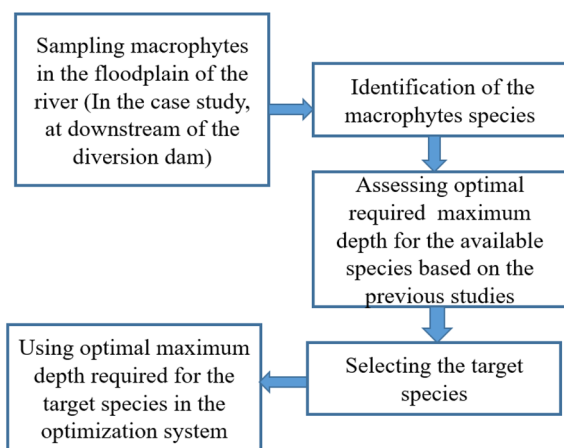 Sampling macrophytes
in the floodplain of the
river (In the case study,
at downstream of the
diversion dam)
Identification of the
macrophytes species
Assessing optimal
required maximum
depth for the available
species based on the
previous studies
Selecting the target
species
Using optimal maximum
depth required for the
target species in the
optimization system